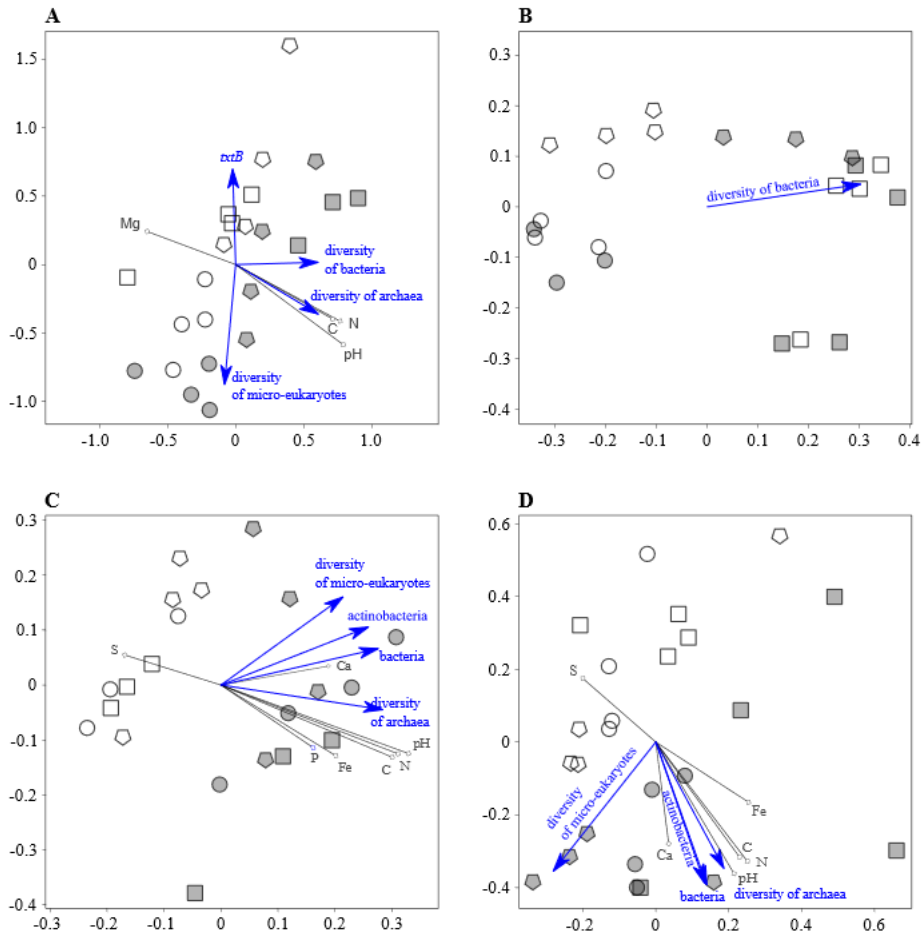 A
1.5
1.0
0.5
0
-0.5
-1.0
-1.0
-0.5
0
0.5
1.0
txtB
Mg
diversity
of bacteria
diversity of archaea
N
C
pH
diversity
of micro-eukaryotes
B
0.3
0.2
0.1
0
-0.1
-0.2
-0.3
-0.4
-0.3
-0.2
-0.1
0
0.1
0.2
0.3
0.4
diversity of bacteria
C
0.3
0.2
0.1
0
-0.1
-0.2
-0.3
-0.4
-0.2
-0.1
0
0.1
0.2
0.3
diversity
of micro-eukaryotes
actinobacteria
bacteria
S
Ca
diversity
of archaea
pH
P
N
Fe
C
D
0.6
0.4
0.2
0
-0.2
-0.4
-0.2
0
0.2
0.4
0.6
S
diversity
of micro-eukaryotes
actinobacteria
Fe
Ca
C
N
pH
bacteria
diversity of archaea